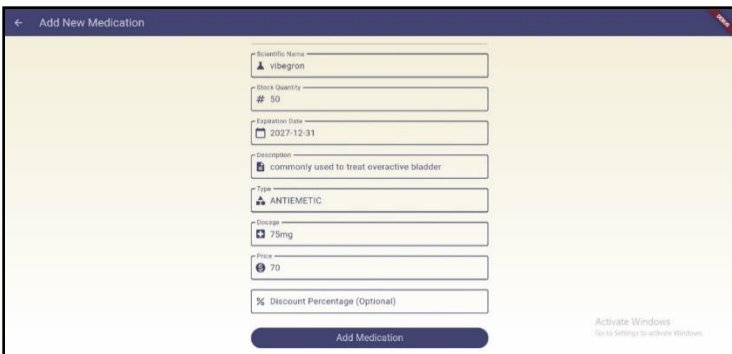 Add New Medication
DEBUG
Scientific Name
vibegron
Stock Quantity
# 50
Expiration Date
2027-12-31
Description
commonly used to treat overactive bladder
Type
ANTIEMETIC
Dosage
75mg
Price
70
% Discount Percentage (Optional)
Add Medication
Activate Windows
Go to Settings to activate Windows.